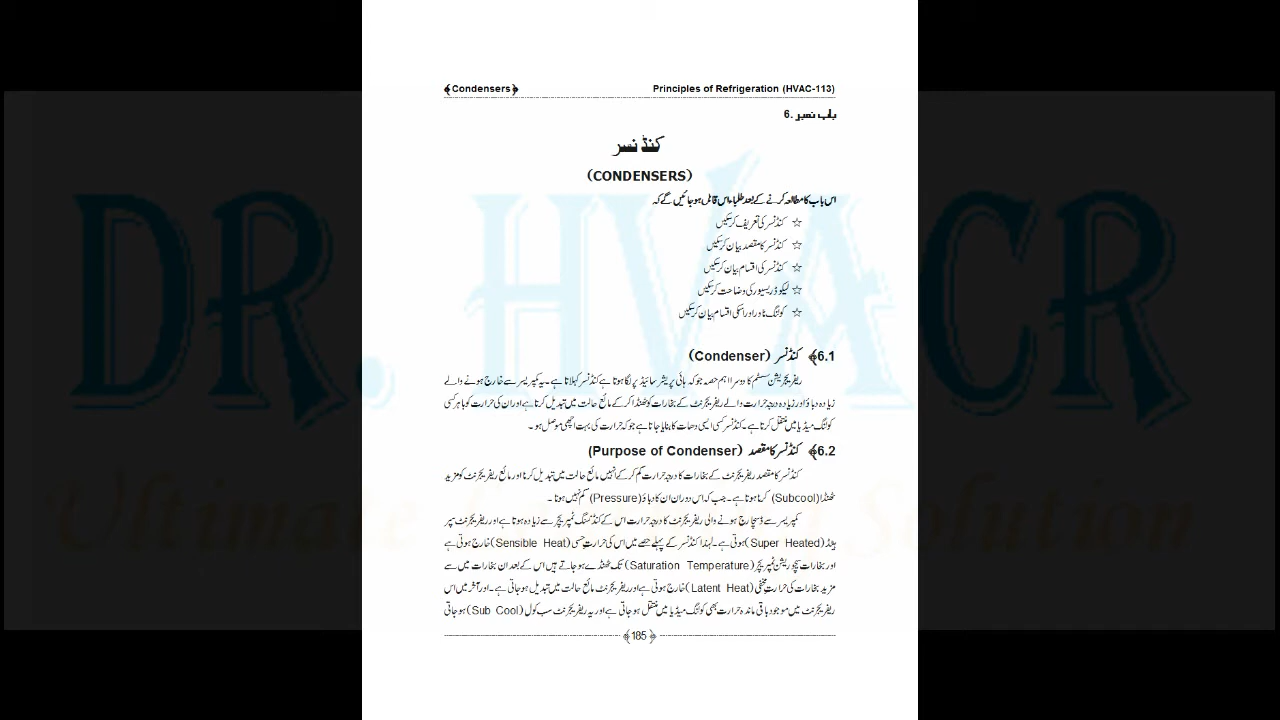 ﴾Condensers﴿ Principles of Refrigeration (HVAC-113)
باب نمبر .6
کنڈنسر
(CONDENSERS)
اس باب کا مطالعہ کرنے کے بعد طلباء اس قابل ہو جائیں گے کہ
☆ کنڈنسر کی تعریف کر سکیں
☆ کنڈنسر کا مقصد بیان کر سکیں
☆ کنڈنسر کی اقسام بیان کر سکیں
☆ لیکوڈ ریسیور کی وضاحت کر سکیں
☆ کولنگ ٹاور اور اسکی اقسام بیان کر سکیں
6.1﴾ کنڈنسر (Condenser)
ریفریجریشن سسٹم کا دوسرا اہم حصہ جو کہ ہائی پریشر سائیڈ پر لگا ہوتا ہے کنڈنسر کہلاتا ہے۔ یہ کمپریسر سے خارج ہونے والے
زیادہ دباؤ اور زیادہ درجہ حرارت والے ریفریجرنٹ کے بخارات کو ٹھنڈا کر کے مائع حالت میں تبدیل کرتا ہے اور ان کی حرارت کو باہر کسی
کولنگ میڈیا میں منتقل کرتا ہے۔ کنڈنسر کسی ایسی دھات کا بنایا جاتا ہے جو کہ حرارت کی بہت اچھی موصل ہو۔
6.2﴾ کنڈنسر کا مقصد (Purpose of Condenser)
کنڈنسر کا مقصد ریفریجرنٹ کے بخارات کا درجہ حرارت کم کر کے انہیں مائع حالت میں تبدیل کرنا اور مائع ریفریجرنٹ کو مزید
ٹھنڈا (Subcool) کرنا ہوتا ہے۔ جب کہ اس دوران ان کا دباؤ (Pressure) کم نہیں ہوتا۔
کمپریسر سے ڈسچارج ہونے والی ریفریجرنٹ کا درجہ حرارت اس کے کنڈنسنگ ٹمپریچر سے زیادہ ہوتا ہے اور ریفریجرنٹ سپر
ہیٹڈ (Super Heated) ہوتی ہے۔ لہذا کنڈنسر کے پہلے حصے میں اس کی حرارتِ حسی (Sensible Heat) خارج ہوتی ہے
اور بخارات سیچوریشن ٹمپریچر (Saturation Temperature) تک ٹھنڈے ہو جاتے ہیں اس کے بعد ان بخارات میں سے
مزید بخارات کی حرارتِ مخفی (Latent Heat) خارج ہوتی ہے اور ریفریجرنٹ مائع حالت میں تبدیل ہو جاتی ہے۔ اور آخر میں اس
ریفریجرنٹ میں موجود باقی ماندہ حرارت بھی کولنگ میڈیا میں منتقل ہو جاتی ہے اور یہ ریفریجرنٹ سب کول (Sub Cool) ہو جاتی
﴾185﴿
DR. HVACR
Ultimate Solution